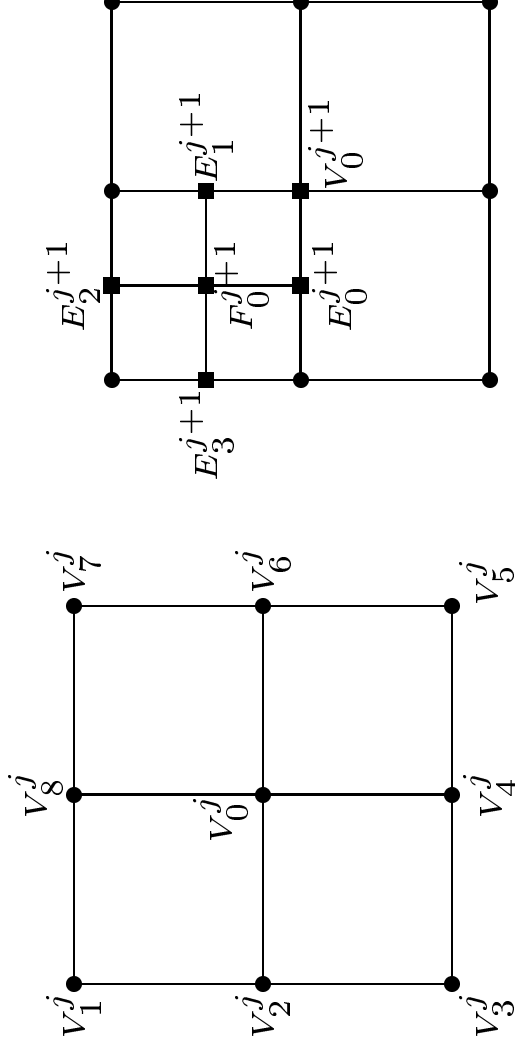 V_1^j
V_8^j
V_7^j
V_2^j
V_0^j
V_6^j
V_3^j
V_4^j
V_5^j
E_2^{j+1}
E_3^{j+1}
E_1^{j+1}
F_0^{j+1}
E_0^{j+1}
V_0^{j+1}